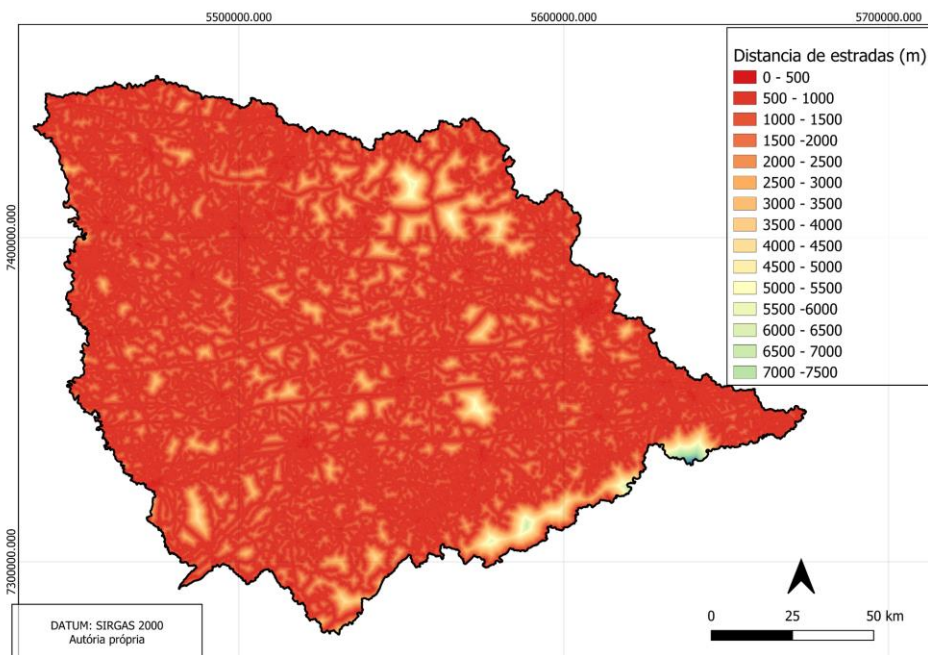 5500000.000
5600000.000
5700000.000
Distancia de estradas (m)
0 - 500
500 - 1000
1000 - 1500
1500 -2000
2000 - 2500
2500 - 3000
3000 - 3500
3500 - 4000
4000 - 4500
4500 - 5000
5000 - 5500
5500 -6000
6000 - 6500
6500 - 7000
7000 -7500
7400000.000
7300000.000
DATUM: SIRGAS 2000
Autória própria
0
25
50 km